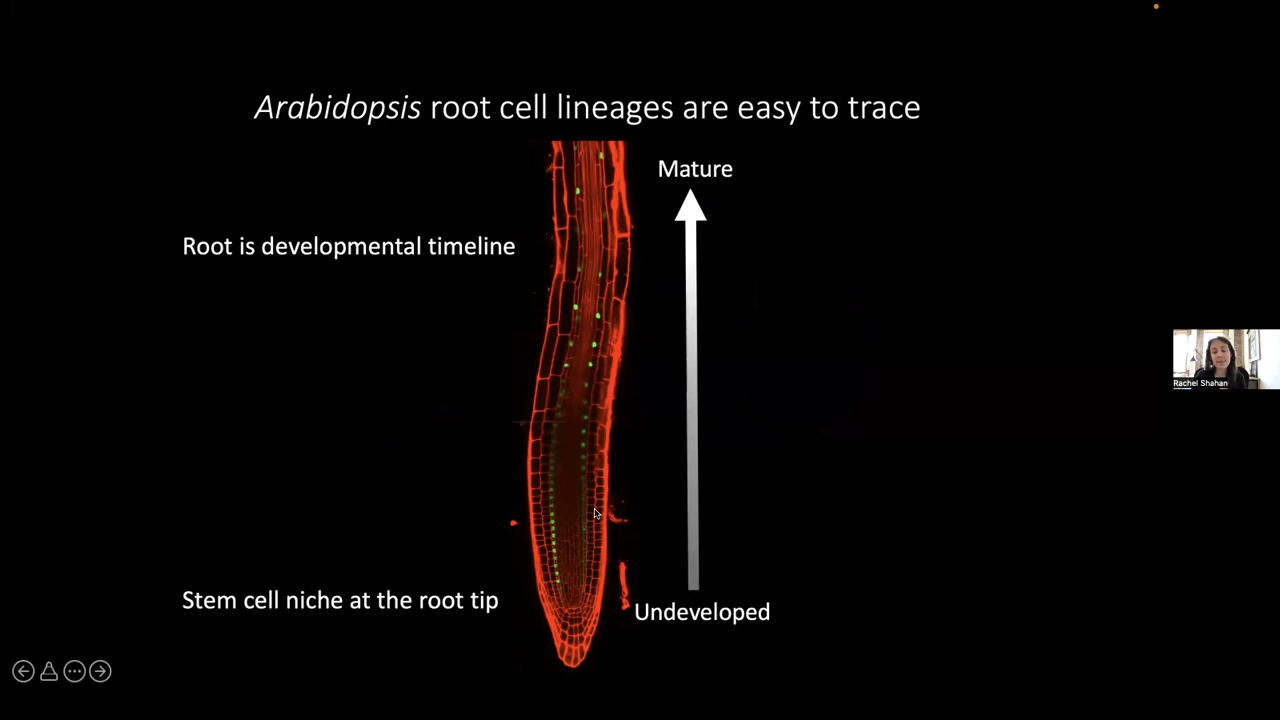 Arabidopsis root cell lineages are easy to trace
Mature
Root is developmental timeline
Rachel Shahan
Stem cell niche at the root tip
Undeveloped